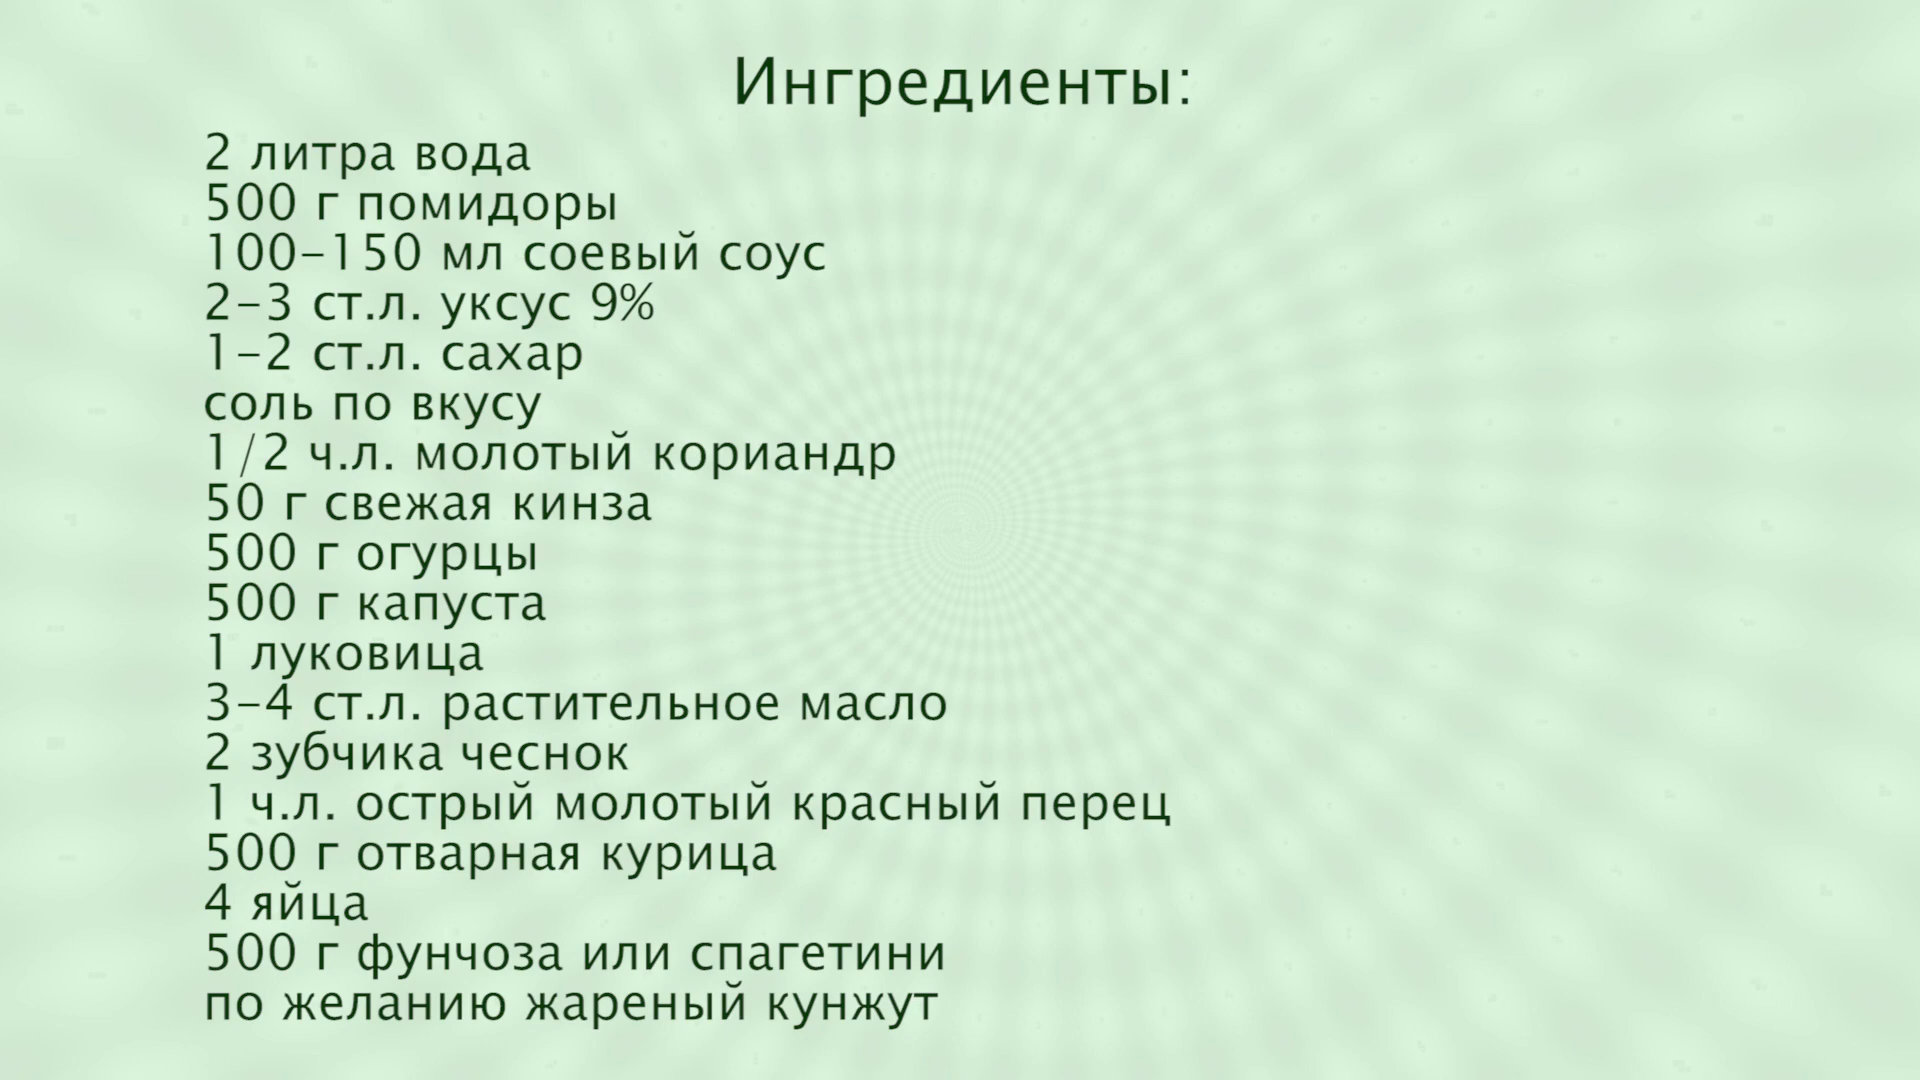 Ингредиенты:
2 литра вода
500 г помидоры
100-150 мл соевый соус
2-3 ст.л. уксус 9%
1-2 ст.л. сахар
соль по вкусу
1/2 ч.л. молотый кориандр
50 г свежая кинза
500 г огурцы
500 г капуста
1 луковица
3-4 ст.л. растительное масло
2 зубчика чеснок
1 ч.л. острый молотый красный перец
500 г отварная курица
4 яйца
500 г фунчоза или спагетини
по желанию жареный кунжут